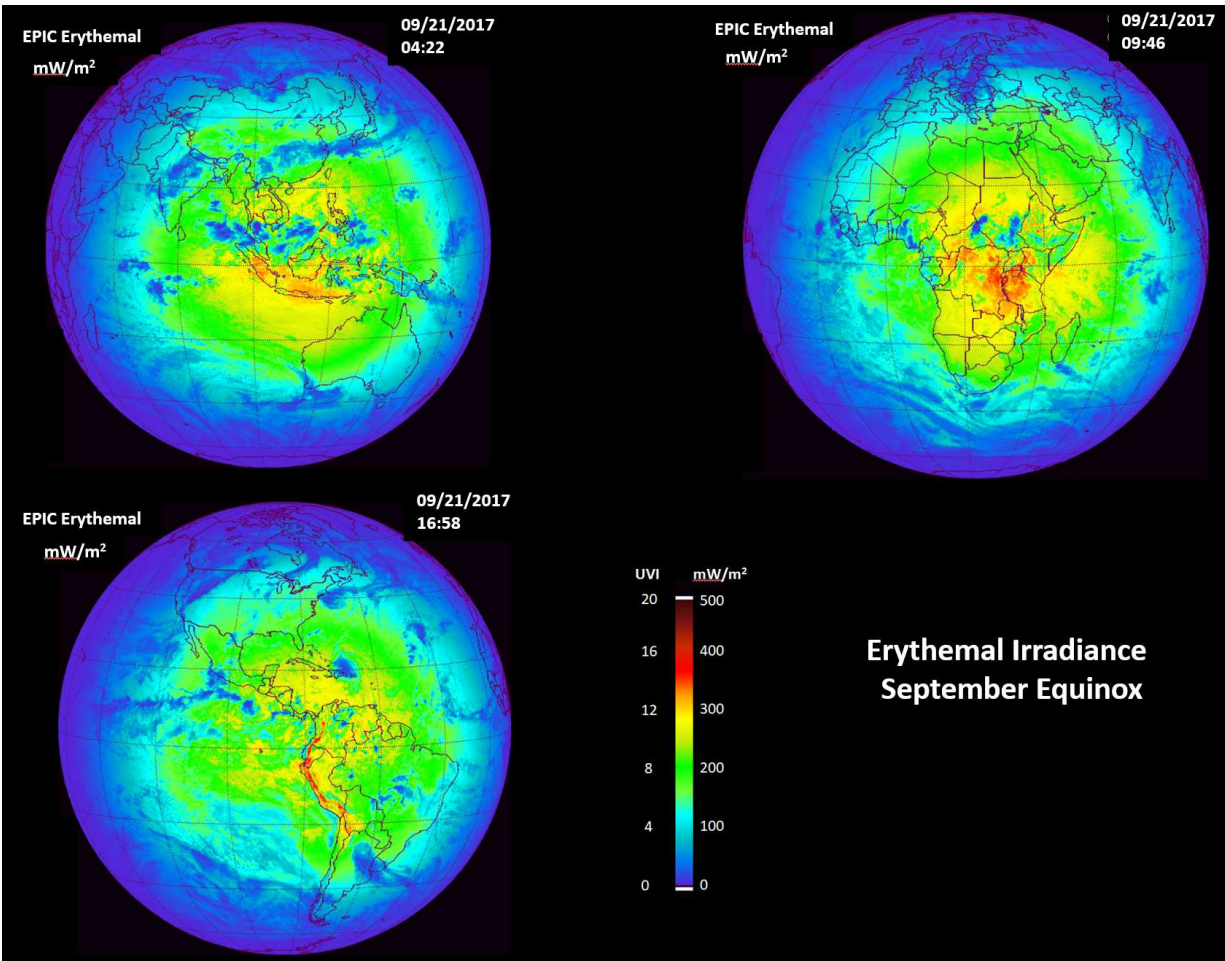 EPIC Erythemal
mW/m²
09/21/2017
04:22
EPIC Erythemal
mW/m²
09/21/2017
09:46
EPIC Erythemal
mW/m²
09/21/2017
16:58
UVI mW/m²
20 500
16 400
12 300
8 200
4 100
0 0
Erythemal Irradiance
September Equinox